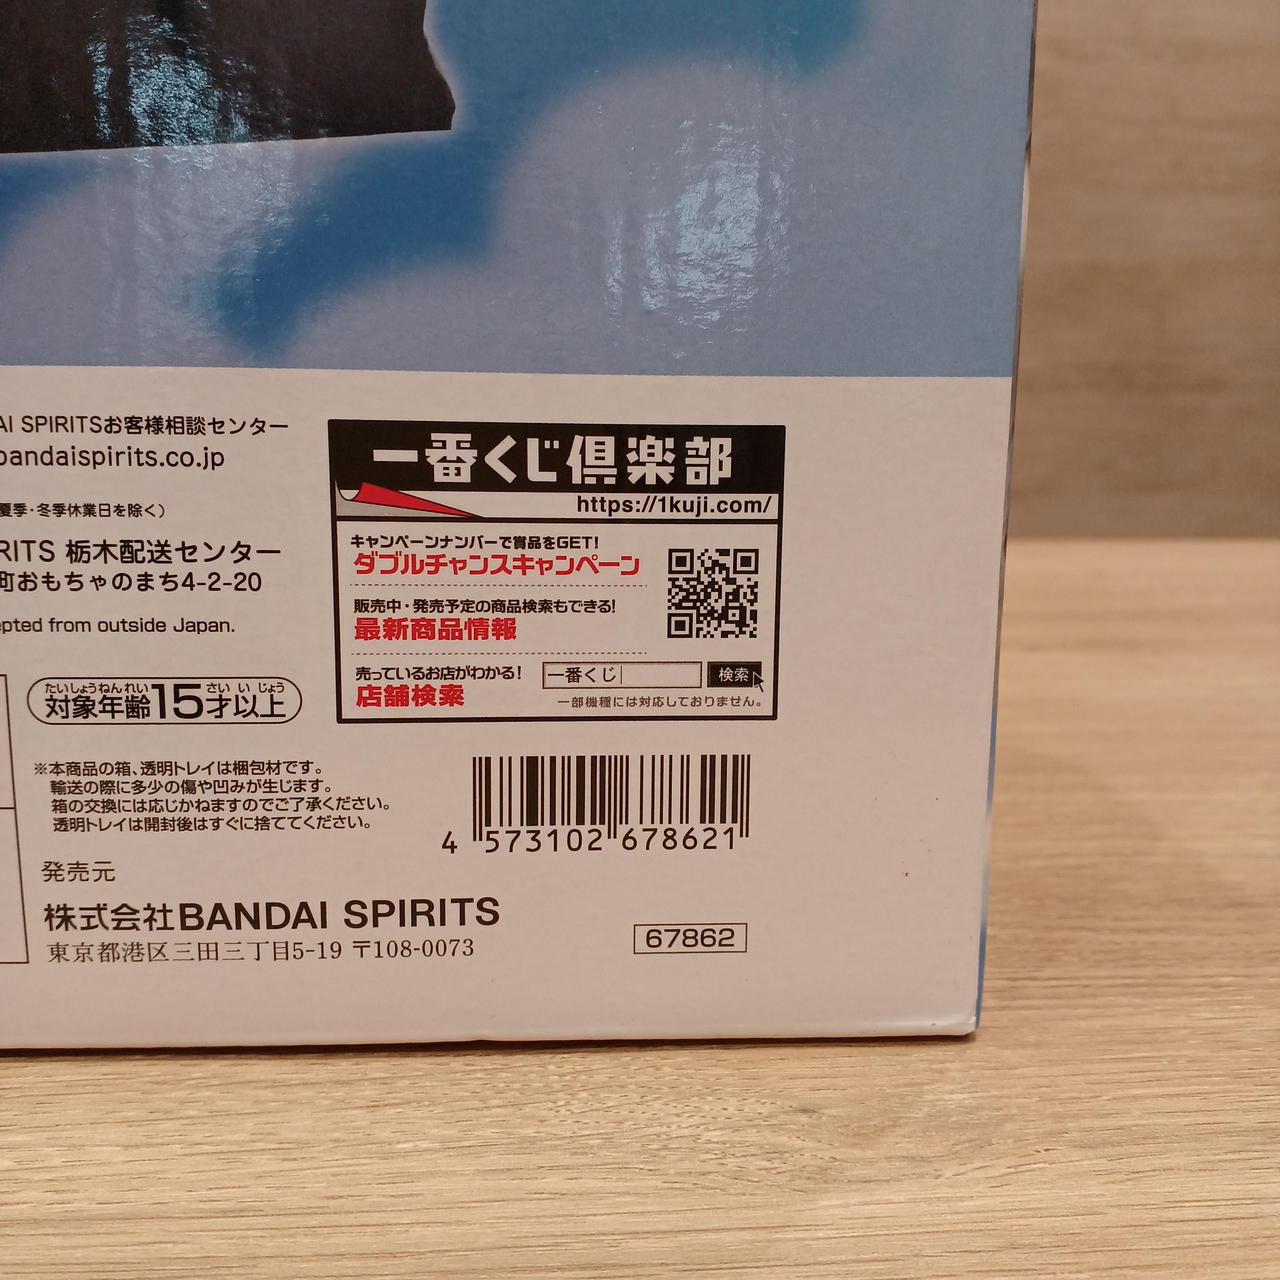 AI SPIRITSお客様相談センター
bandaispirits.co.jp
夏季・冬季休業日を除く）
RITS 栃木配送センター
町おもちゃのまち4-2-20
epted from outside Japan.
たいしょうねんれい さい い じょう
対象年齢15才以上
※本商品の箱、透明トレイは梱包材です。
輸送の際に多少の傷や凹みが生じます。
箱の交換には応じかねますのでご了承ください。
透明トレイは開封後はすぐに捨ててください。
発売元
株式会社BANDAI SPIRITS
東京都港区三田三丁目5-19 〒108-0073
一番くじ倶楽部
https://1kuji.com/
キャンペーンナンバーで賞品をGET!
ダブルチャンスキャンペーン
販売中・発売予定の商品検索もできる!
最新商品情報
売っているお店がわかる!
店舗検索
一番くじ
検索
一部機種には対応しておりません。
4 573102 678621
67862